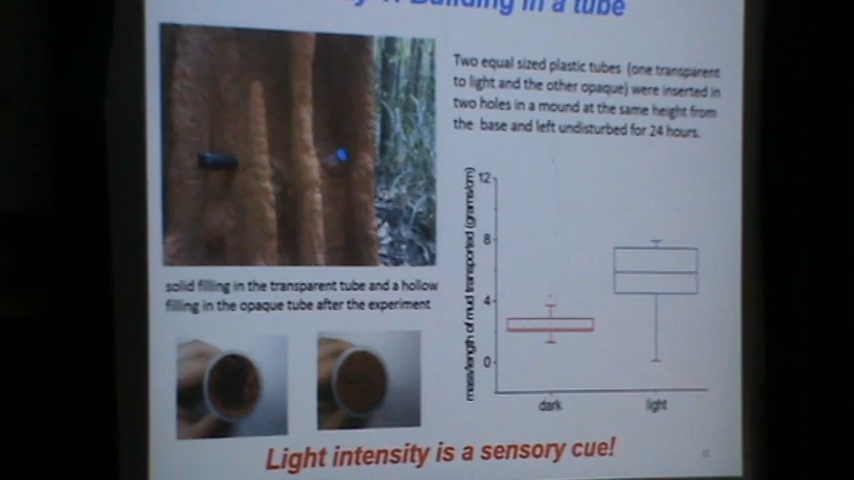 Building in a tube
Two equal sized plastic tubes (one transparent
to light and the other opaque) were inserted in
two holes in a mound at the same height from
the base and left undisturbed for 24 hours.
mass/length of mud transported (grams/cm)
12
8
4
0
dark
light
solid filling in the transparent tube and a hollow
filling in the opaque tube after the experiment
Light intensity is a sensory cue!